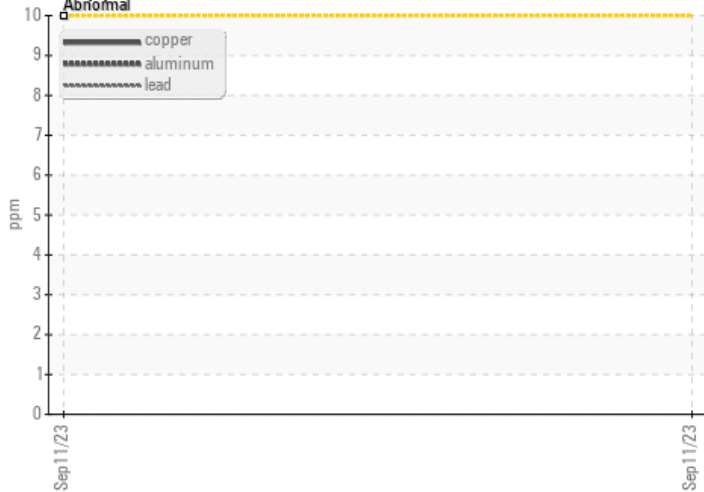 Abnormal
10
copper
9
aluminum
lead
8
7
6
ppm
5
4
3
2
1
0
Sep11/23
Sep11/23